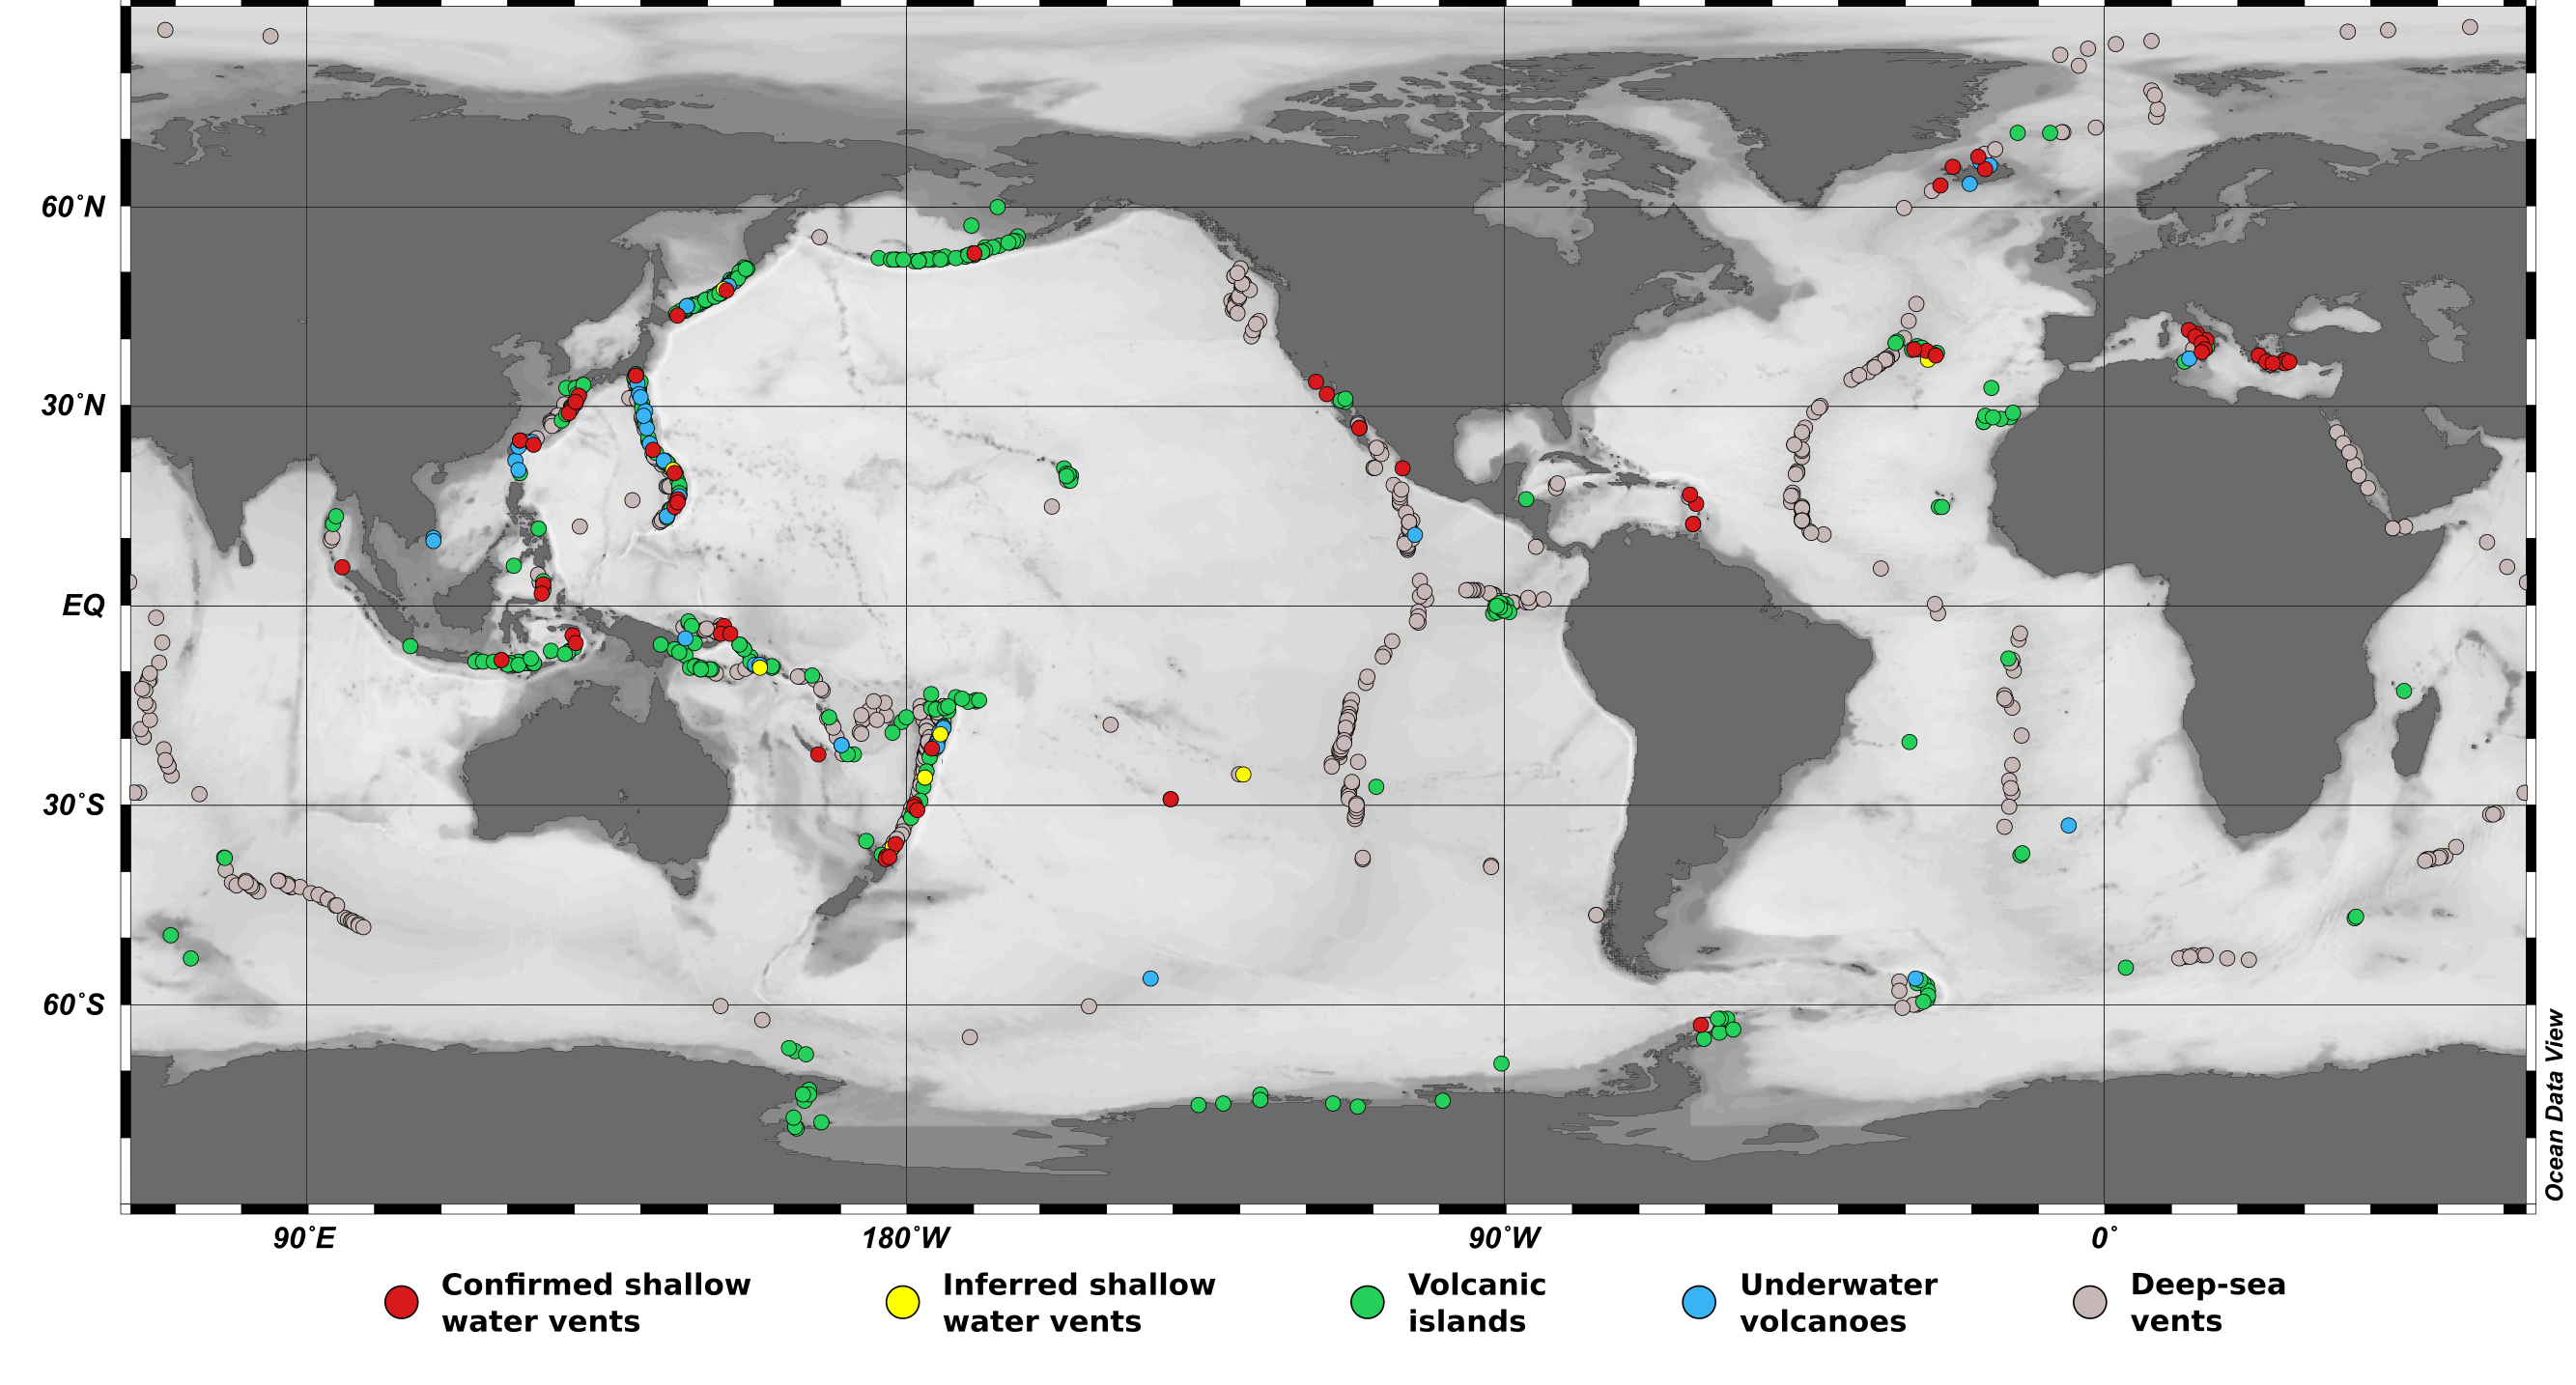 60°N
30°N
EQ
30°S
60°S
90°E
180°W
90°W
0°
Ocean Data View
Confirmed shallow
water vents
Inferred shallow
water vents
Volcanic
islands
Underwater
volcanoes
Deep-sea
vents